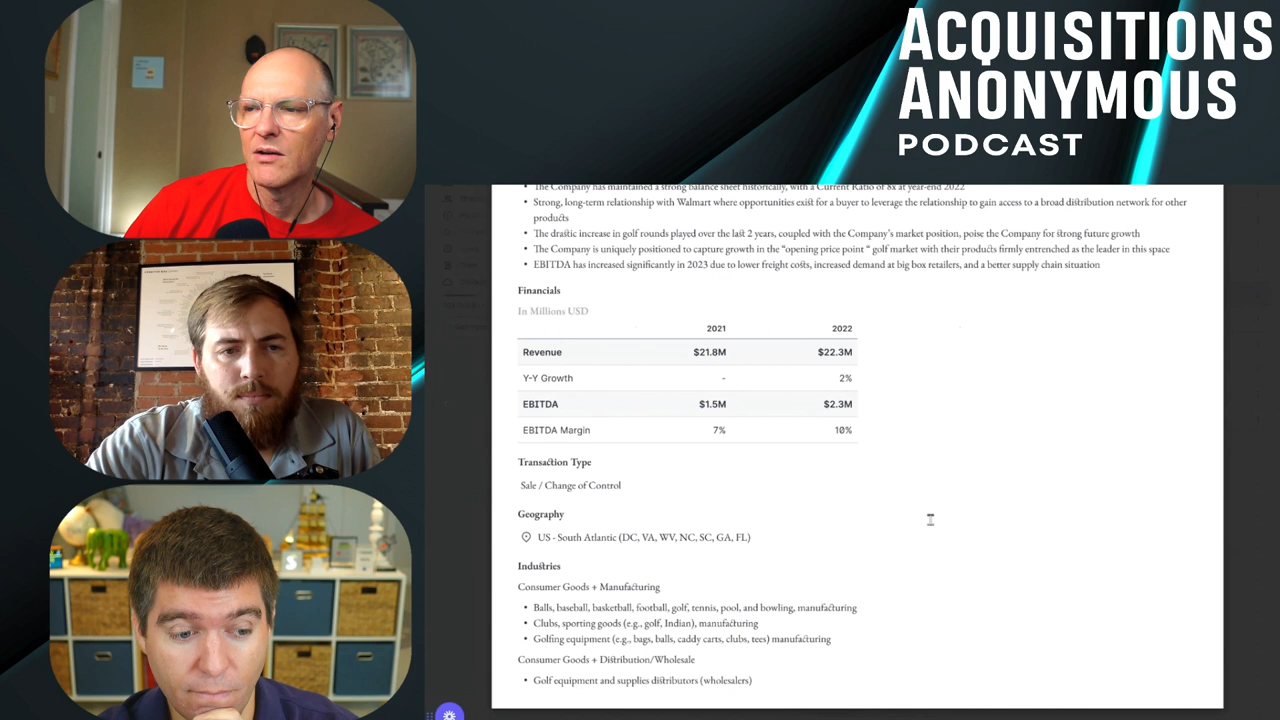 ACQUISITIONS
ANONYMOUS
PODCAST
• The Company has maintained a strong balance sheet historically, with a Current Ratio of 8x at year-end 2022
• Strong, long-term relationship with Walmart where opportunities exist for a buyer to leverage the relationship to gain access to a broad distribution network for other
products
• The drastic increase in golf rounds played over the last 2 years, coupled with the Company's market position, poise the Company for strong future growth
• The Company is uniquely positioned to capture growth in the "opening price point " golf market with their products firmly entrenched as the leader in this space
• EBITDA has increased significantly in 2023 due to lower freight costs, increased demand at big box retailers, and a better supply chain situation
Financials
In Millions USD
2021 2022
Revenue $21.8M $22.3M
Y-Y Growth - 2%
EBITDA $1.5M $2.3M
EBITDA Margin 7% 10%
Transaction Type
Sale / Change of Control
Geography
US - South Atlantic (DC, VA, WV, NC, SC, GA, FL)
Industries
Consumer Goods + Manufacturing
• Balls, baseball, basketball, football, golf, tennis, pool, and bowling, manufacturing
• Clubs, sporting goods (e.g., golf, Indian), manufacturing
• Golfing equipment (e.g., bags, balls, caddy carts, clubs, tees) manufacturing
Consumer Goods + Distribution/Wholesale
• Golf equipment and supplies distributors (wholesalers)